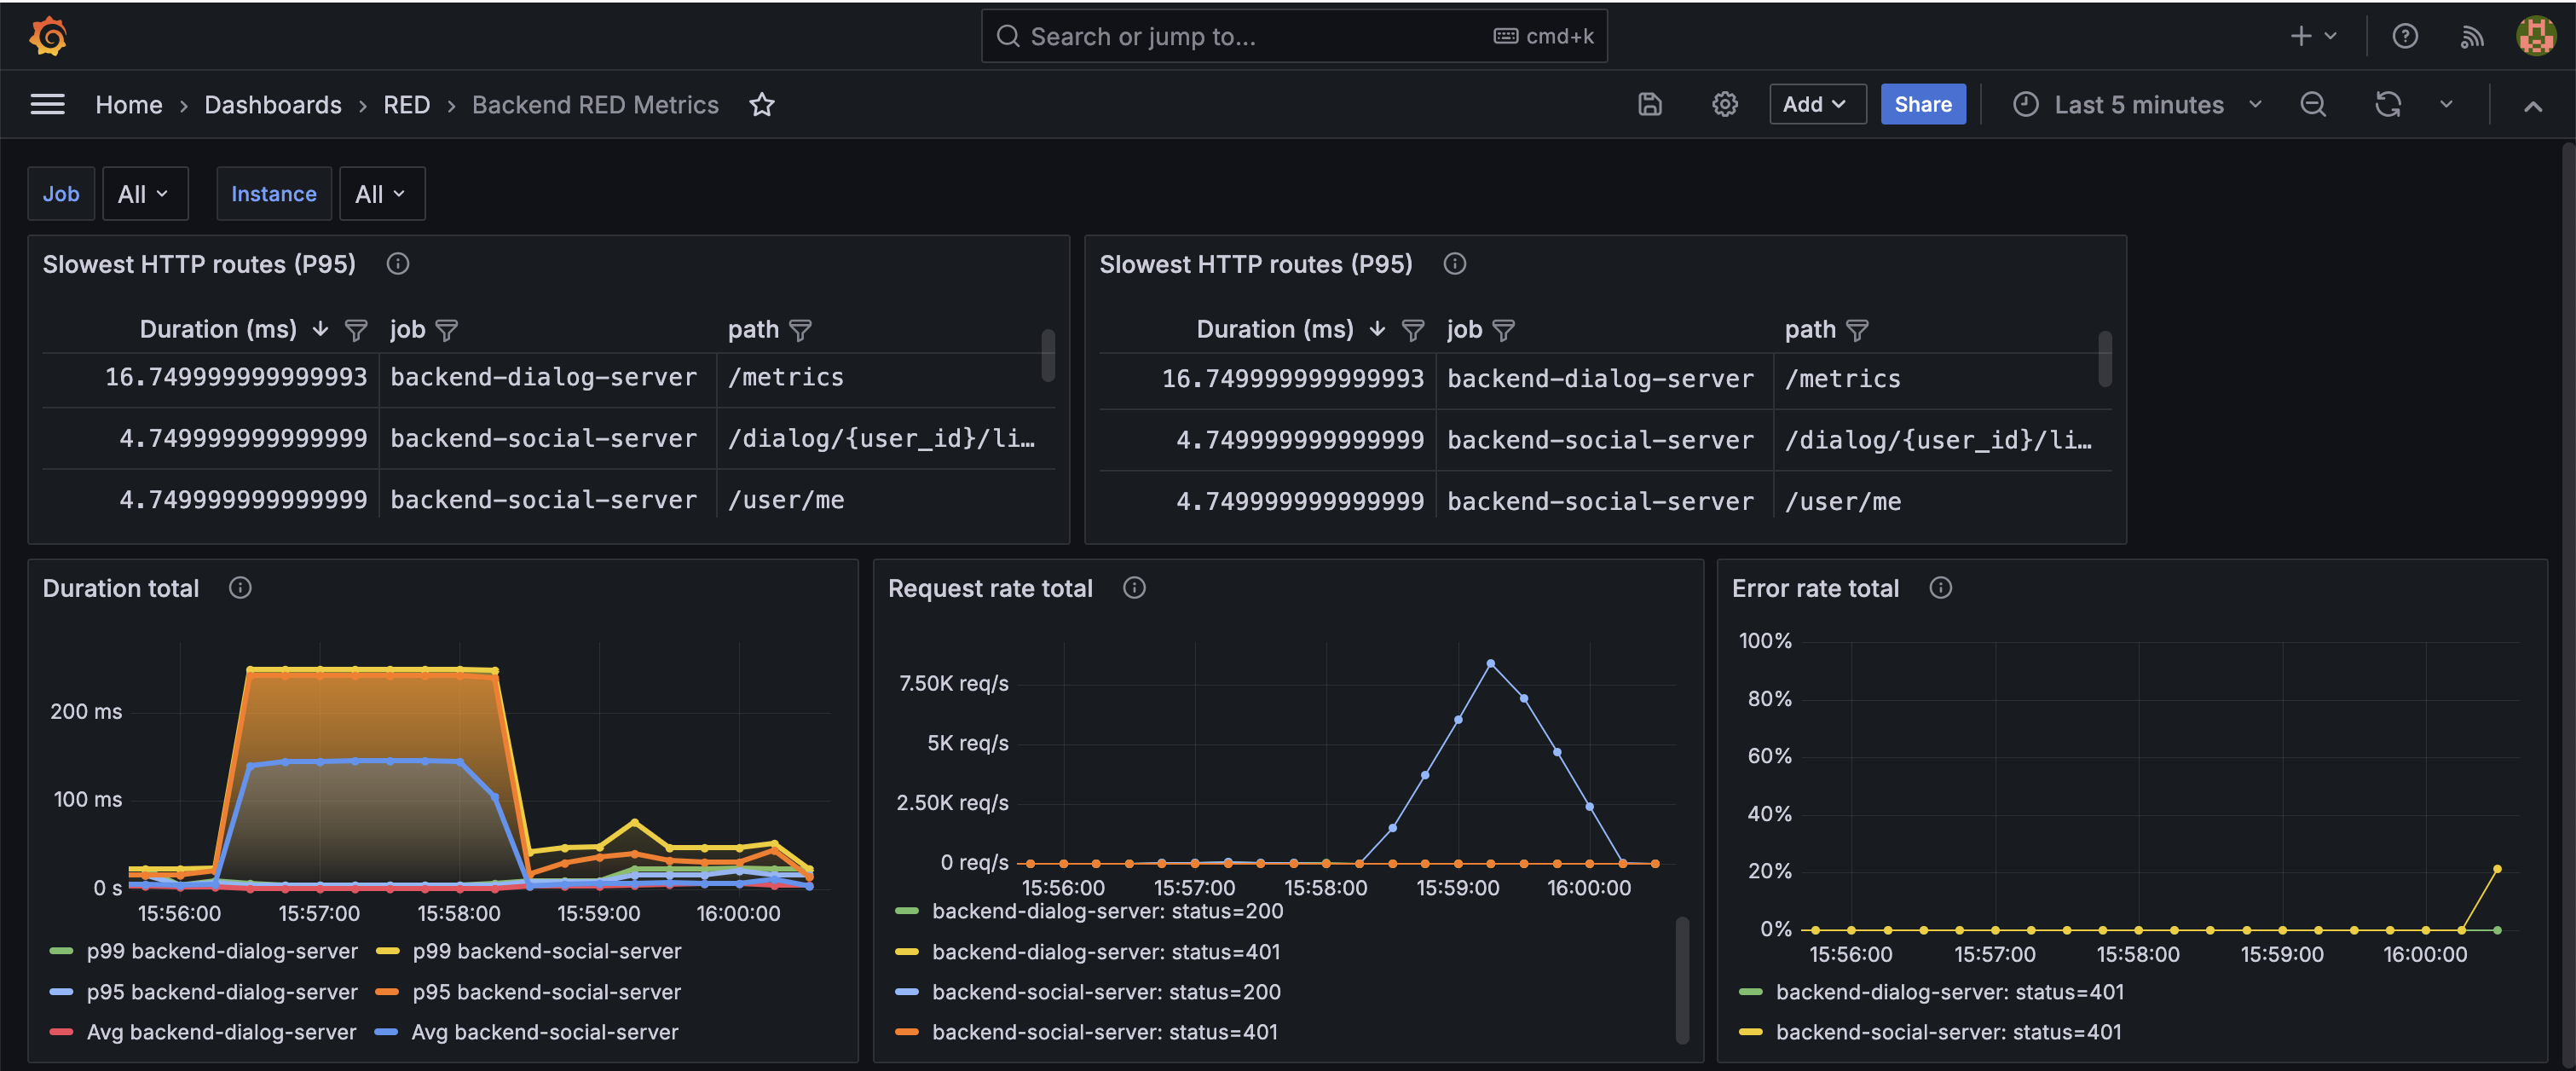 Search or jump to... cmd+k
Home › Dashboards › RED › Backend RED Metrics
Add
Share
Last 5 minutes
Job All Instance All
Slowest HTTP routes (P95)
Duration (ms) job path
16.749999999999993 backend-dialog-server /metrics
4.749999999999999 backend-social-server /dialog/{user_id}/li…
4.749999999999999 backend-social-server /user/me
Slowest HTTP routes (P95)
Duration (ms) job path
16.749999999999993 backend-dialog-server /metrics
4.749999999999999 backend-social-server /dialog/{user_id}/li…
4.749999999999999 backend-social-server /user/me
Duration total
200 ms
100 ms
0 s
15:56:00 15:57:00 15:58:00 15:59:00 16:00:00
p99 backend-dialog-server p99 backend-social-server
p95 backend-dialog-server p95 backend-social-server
Avg backend-dialog-server Avg backend-social-server
Request rate total
7.50K req/s
5K req/s
2.50K req/s
0 req/s
15:56:00 15:57:00 15:58:00 15:59:00 16:00:00
backend-dialog-server: status=200
backend-dialog-server: status=401
backend-social-server: status=200
backend-social-server: status=401
Error rate total
100%
80%
60%
40%
20%
0%
15:56:00 15:57:00 15:58:00 15:59:00 16:00:00
backend-dialog-server: status=401
backend-social-server: status=401